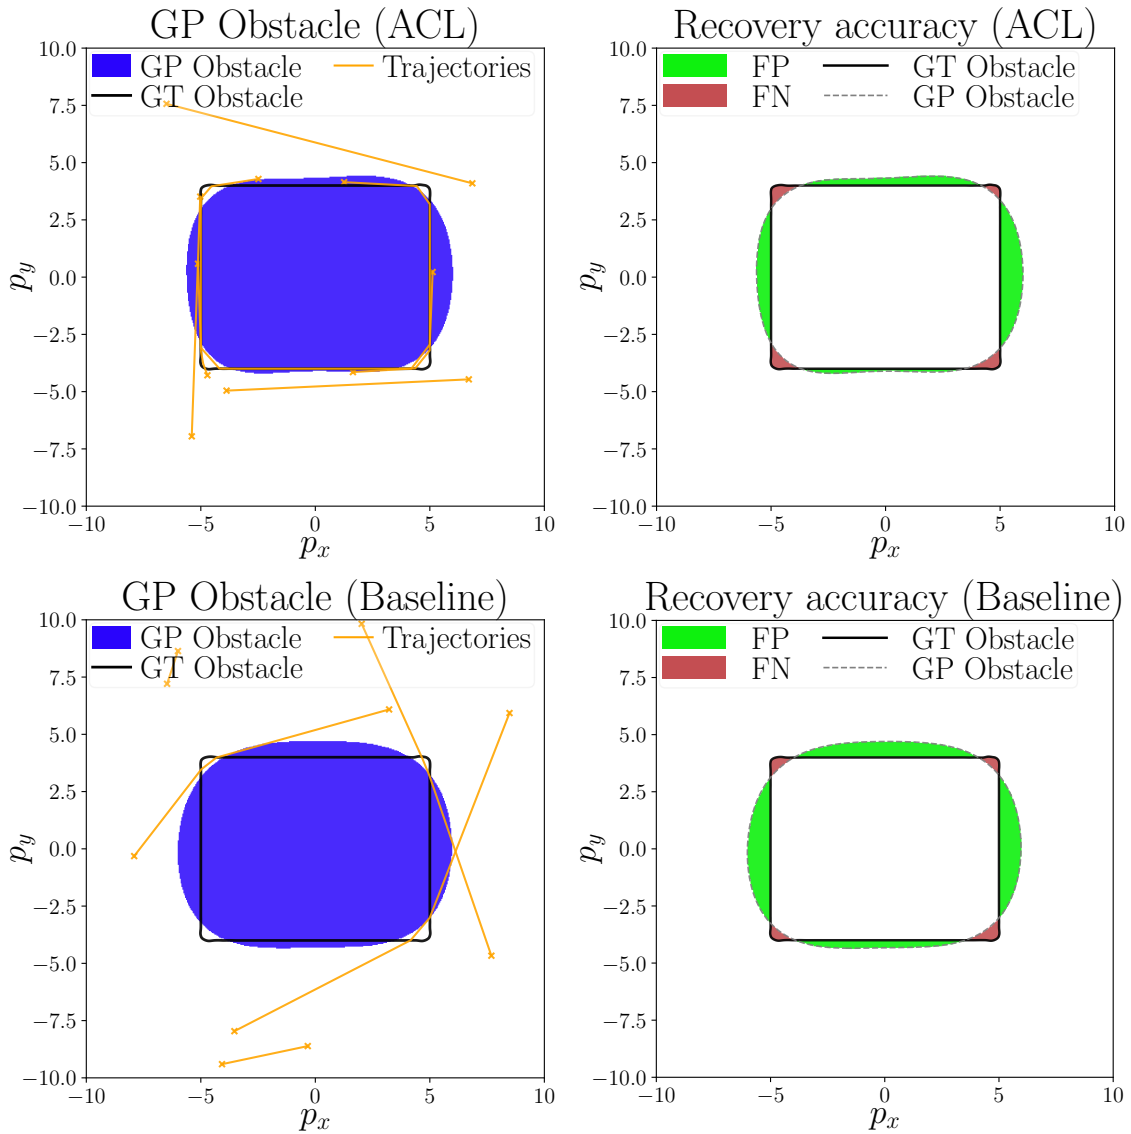 GP Obstacle (ACL)
GP Obstacle Trajectories
GT Obstacle
10.0
7.5
5.0
2.5
0.0
−2.5
−5.0
−7.5
−10.0
p_y
−10 −5 0 5 10
p_x
Recovery accuracy (ACL)
FP GT Obstacle
FN GP Obstacle
10.0
7.5
5.0
2.5
0.0
−2.5
−5.0
−7.5
−10.0
p_y
−10 −5 0 5 10
p_x
GP Obstacle (Baseline)
GP Obstacle Trajectories
GT Obstacle
10.0
7.5
5.0
2.5
0.0
−2.5
−5.0
−7.5
−10.0
p_y
−10 −5 0 5 10
p_x
Recovery accuracy (Baseline)
FP GT Obstacle
FN GP Obstacle
10.0
7.5
5.0
2.5
0.0
−2.5
−5.0
−7.5
−10.0
p_y
−10 −5 0 5 10
p_x